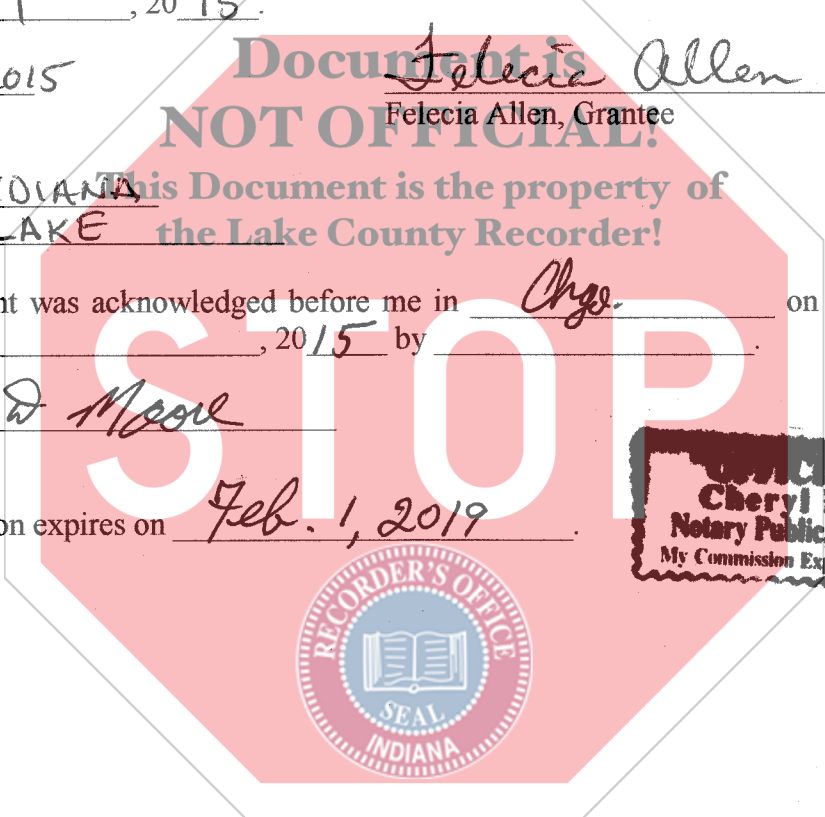 , 20 15.
015
Felecia Allen
Felecia Allen, Grantee
Document is
NOT OFFICIAL!
This Document is the property of
the Lake County Recorder!
DIANA
LAKE
nt was acknowledged before me in Chgo. on
, 2015 by .
D Moore
on expires on Feb. 1, 2019 .
Cheryl
Notary Public
My Commission Exp
STOP
RECORDER'S OFFICE
SEAL
INDIANA